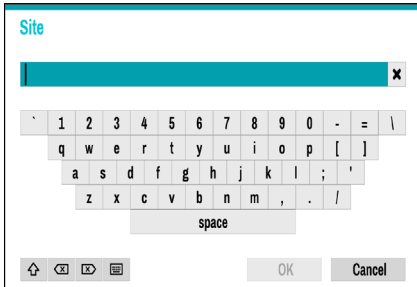 Site
` 1 2 3 4 5 6 7 8 9 0 - = \
q w e r t y u i o p [ ]
a s d f g h j k l ; '
z x c v b n m , . /
space
OK Cancel